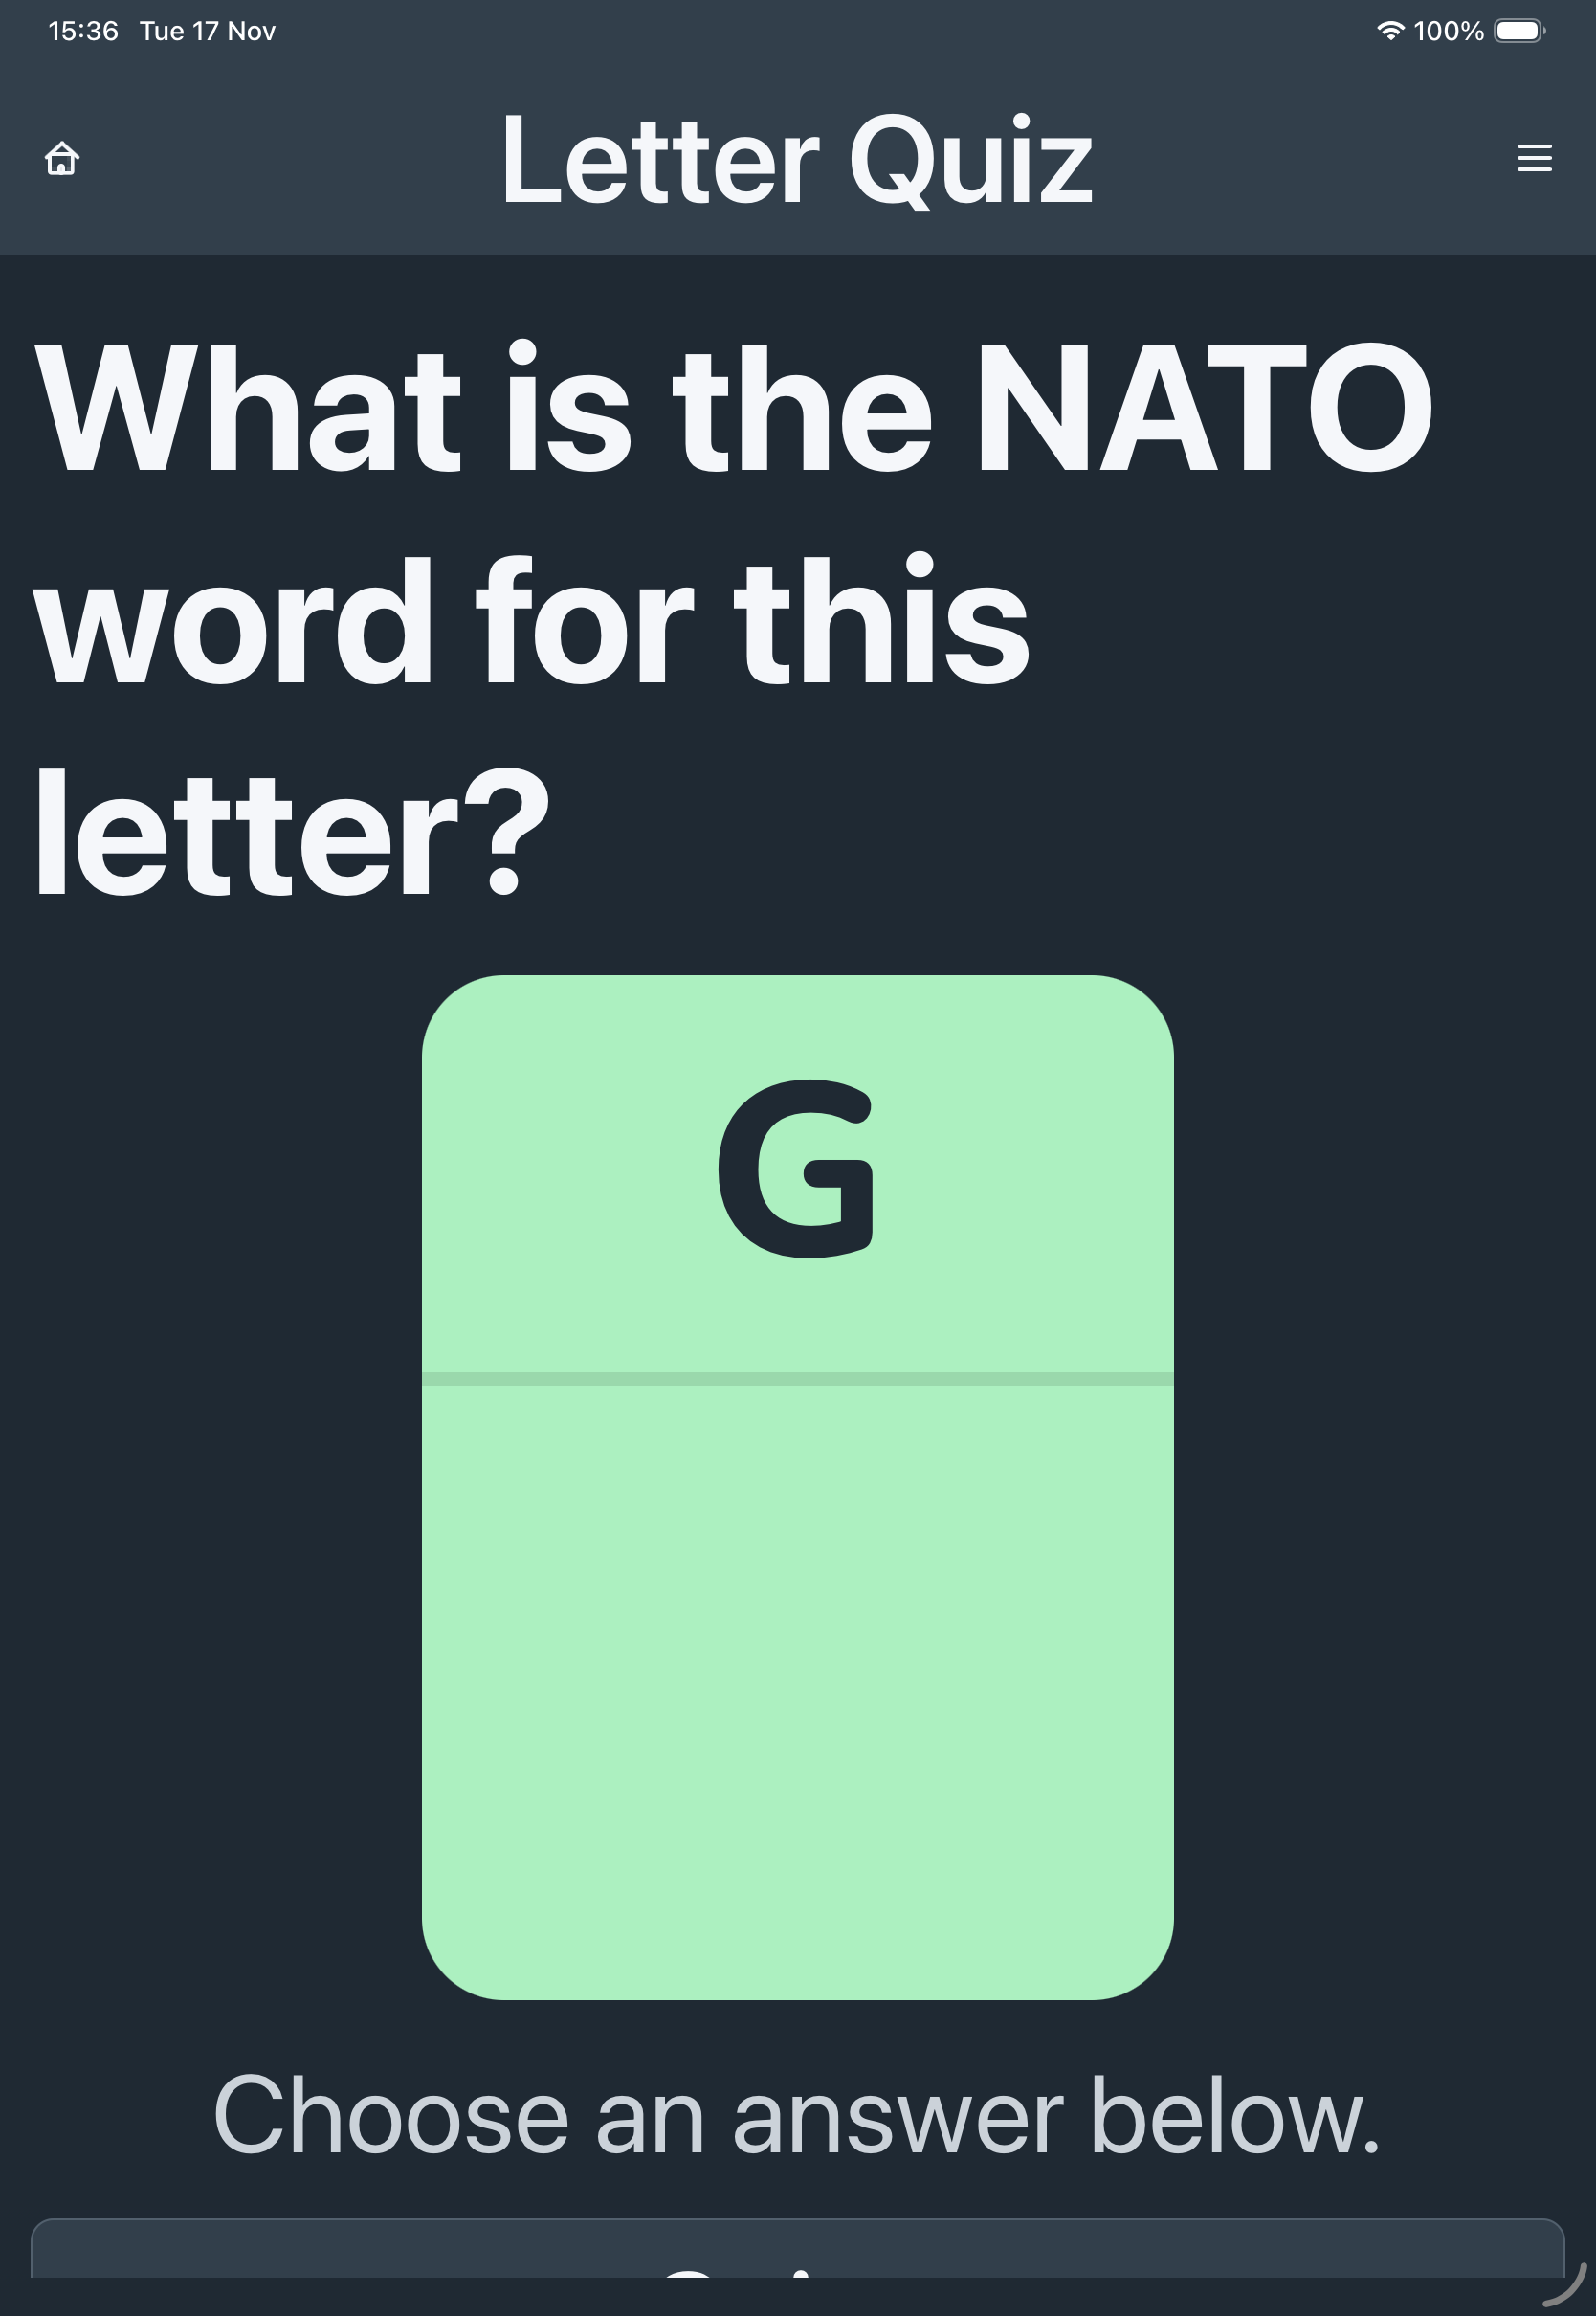 15:36 Tue 17 Nov
100%
Letter Quiz
What is the NATO
word for this
letter?
G
Choose an answer below.